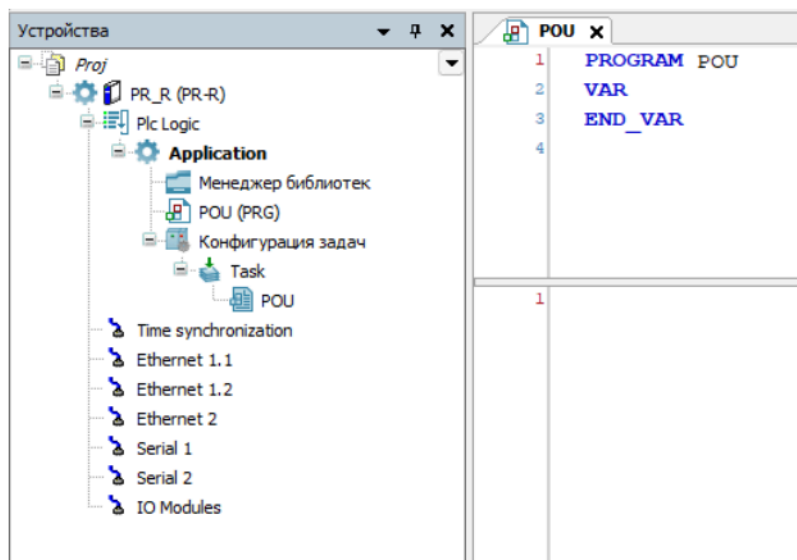 Устройства
Proj
PR_R (PR-R)
Plc Logic
Application
Менеджер библиотек
POU (PRG)
Конфигурация задач
Task
POU
Time synchronization
Ethernet 1.1
Ethernet 1.2
Ethernet 2
Serial 1
Serial 2
IO Modules
POU
1 PROGRAM POU
2 VAR
3 END_VAR
4
1